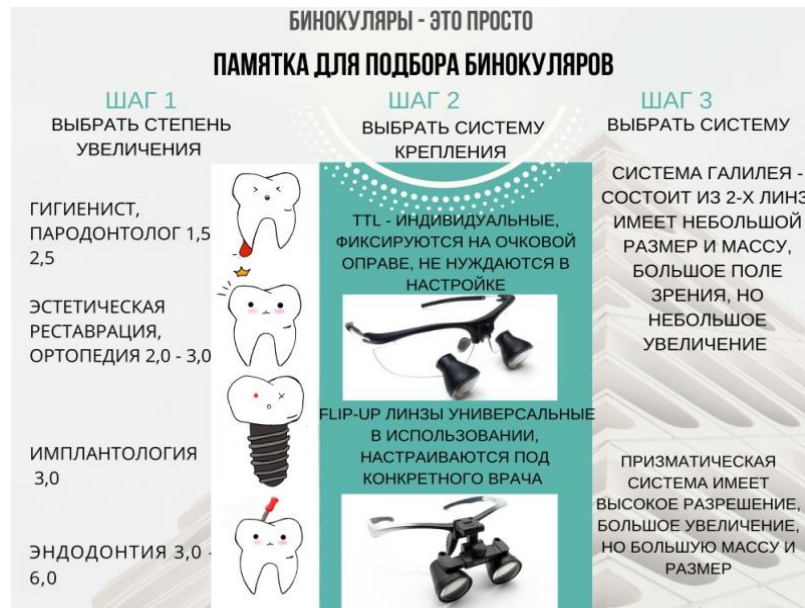 БИНОКУЛЯРЫ - ЭТО ПРОСТО
ПАМЯТКА ДЛЯ ПОДБОРА БИНОКУЛЯРОВ
ШАГ 1
ВЫБРАТЬ СТЕПЕНЬ
УВЕЛИЧЕНИЯ
ГИГИЕНИСТ,
ПАРОДОНТОЛОГ 1,5
2,5
ЭСТЕТИЧЕСКАЯ
РЕСТАВРАЦИЯ,
ОРТОПЕДИЯ 2,0 - 3,0
ИМПЛАНТОЛОГИЯ
3,0
ЭНДОДОНТИЯ 3,0 -
6,0
ШАГ 2
ВЫБРАТЬ СИСТЕМУ
КРЕПЛЕНИЯ
TTL - ИНДИВИДУАЛЬНЫЕ,
ФИКСИРУЮТСЯ НА ОЧКОВОЙ
ОПРАВЕ, НЕ НУЖДАЮТСЯ В
НАСТРОЙКЕ
FLIP-UP ЛИНЗЫ УНИВЕРСАЛЬНЫЕ
В ИСПОЛЬЗОВАНИИ,
НАСТРАИВАЮТСЯ ПОД
КОНКРЕТНОГО ВРАЧА
ШАГ 3
ВЫБРАТЬ СИСТЕМУ
СИСТЕМА ГАЛИЛЕЯ -
СОСТОИТ ИЗ 2-Х ЛИНЗ
ИМЕЕТ НЕБОЛЬШОЙ
РАЗМЕР И МАССУ,
БОЛЬШОЕ ПОЛЕ
ЗРЕНИЯ, НО
НЕБОЛЬШОЕ
УВЕЛИЧЕНИЕ
ПРИЗМАТИЧЕСКАЯ
СИСТЕМА ИМЕЕТ
ВЫСОКОЕ РАЗРЕШЕНИЕ,
БОЛЬШОЕ УВЕЛИЧЕНИЕ,
НО БОЛЬШУЮ МАССУ И
РАЗМЕР